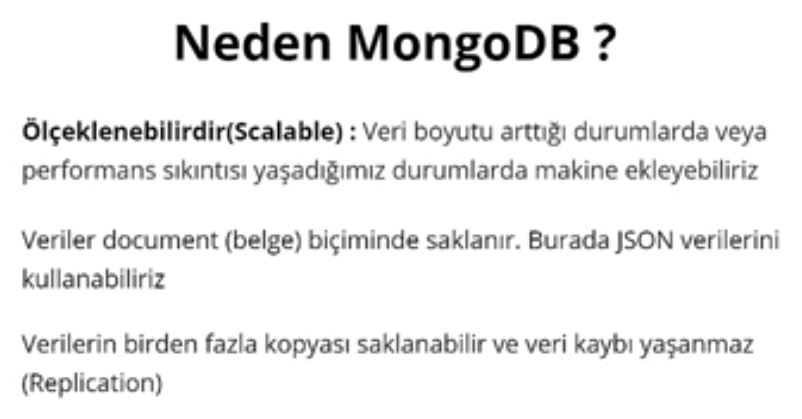 Neden MongoDB ?
Ölçeklenebilirdir(Scalable) : Veri boyutu arttığı durumlarda veya
performans sıkıntısı yaşadığımız durumlarda makine ekleyebiliriz
Veriler document (belge) biçiminde saklanır. Burada JSON verilerini
kullanabiliriz
Verilerin birden fazla kopyası saklanabilir ve veri kaybı yaşanmaz
(Replication)